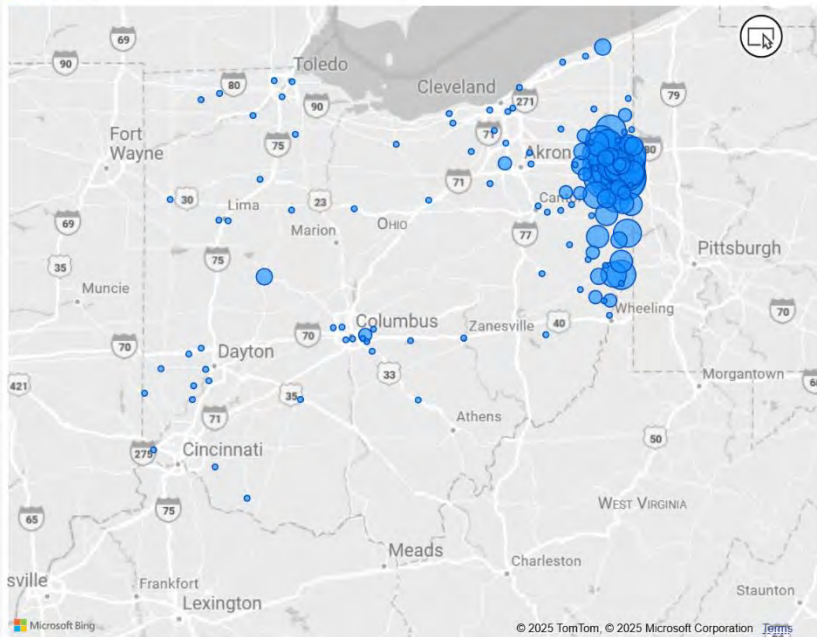 69
90
Toledo
80
Cleveland
271
79
90
Fort
Wayne
75
71
Akron
80
30
Lima
23
71
Canton
69
Marion
OHIO
77
35
75
Pittsburgh
Muncie
Columbus
Zanesville
40
Wheeling
70
70
70
Dayton
Morgantown
421
33
35
71
Athens
50
275
Cincinnati
WEST VIRGINIA
65
75
Meads
Charleston
sville
Frankfort
Staunton
Lexington
Microsoft Bing
© 2025 TomTom, © 2025 Microsoft Corporation Terms